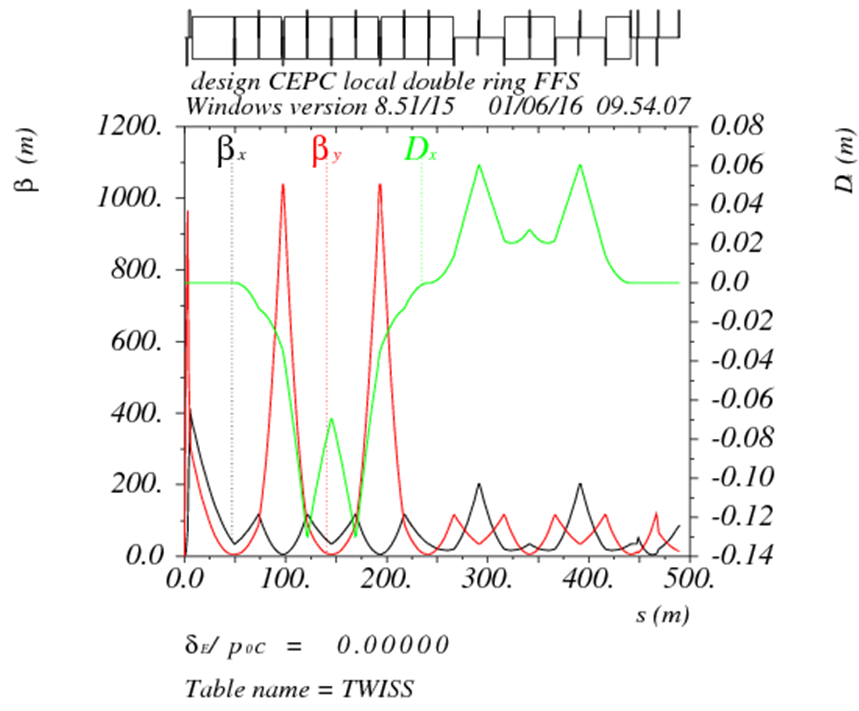 design CEPC local double ring FFS
Windows version 8.51/15 01/06/16 09.54.07
β (m)
1200.
1000.
800.
600.
400.
200.
0.0
βx
βy
Dx
0.08
0.06
0.04
0.02
0.0
-0.02
-0.04
-0.06
-0.08
-0.10
-0.12
-0.14
Dx (m)
0.0
100.
200.
300.
400.
500.
s (m)
δE/ p0c = 0.00000
Table name = TWISS